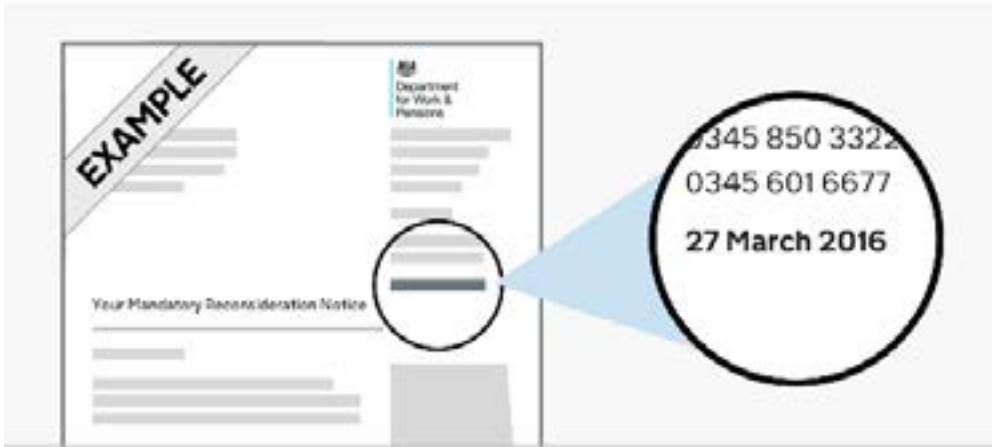 EXAMPLE
Department
for Work &
Pensions
Your Mandatory Reconsideration Notice
0345 850 3322
0345 601 6677
27 March 2016